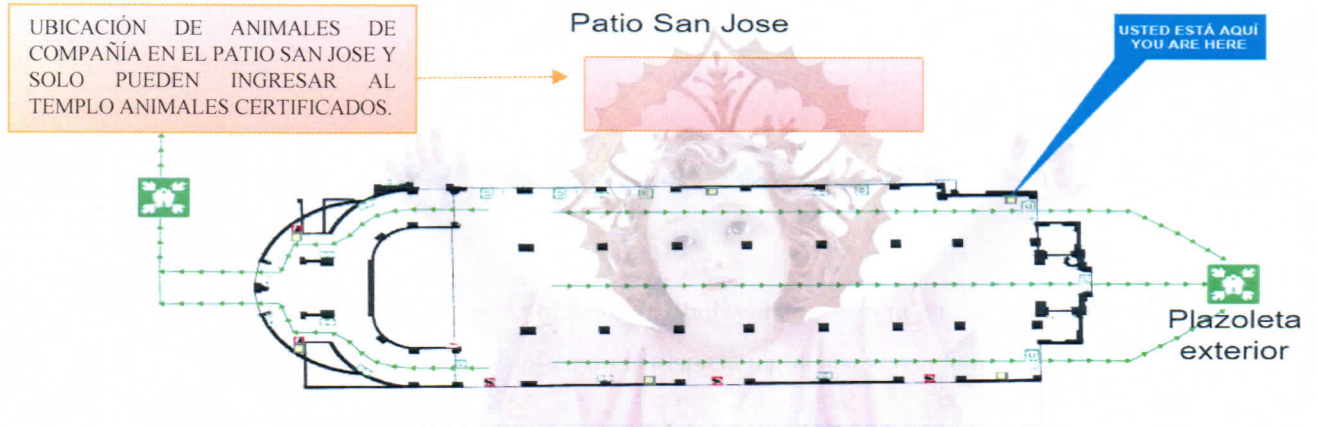 UBICACIÓN DE ANIMALES DE
COMPAÑÍA EN EL PATIO SAN JOSE Y
SOLO PUEDEN INGRESAR AL
TEMPLO ANIMALES CERTIFICADOS.
Patio San Jose
USTED ESTÁ AQUÍ
YOU ARE HERE
Plazoleta
exterior